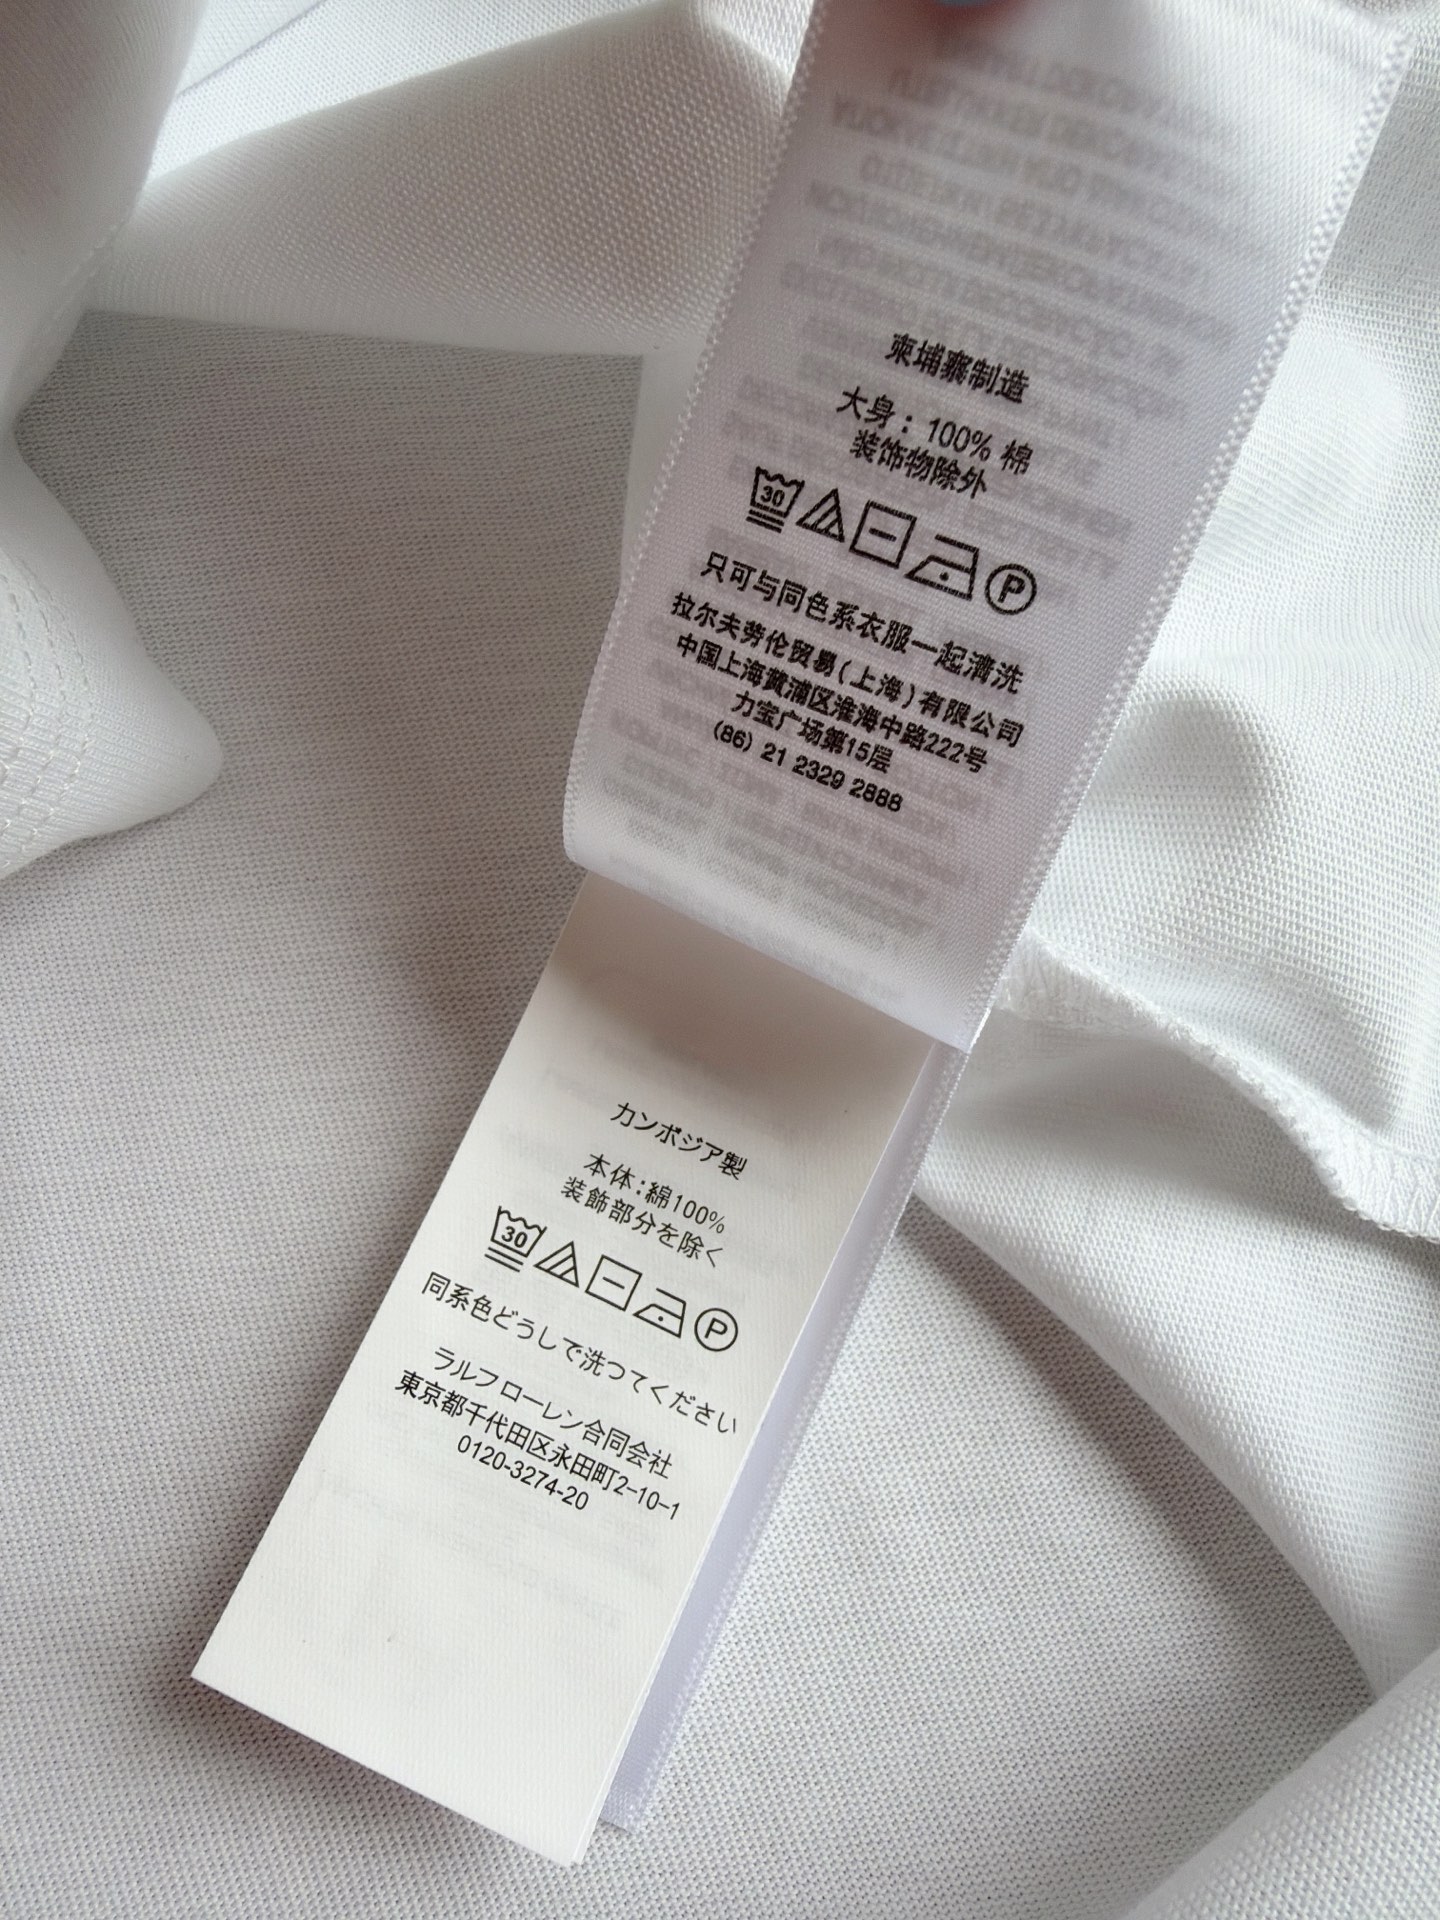 柬埔寨制造
大身：100% 棉
装饰物除外
30
P
只可与同色系衣服一起清洗
拉尔夫劳伦贸易(上海)有限公司
中国上海黄浦区淮海中路222号
力宝广场第15层
(86) 21 2329 2888
カンボジア製
本体:綿100%
装飾部分を除く
30
P
同系色どうしで洗つてください
ラルフローレン合同会社
東京都千代田区永田町2-10-1
0120-3274-20